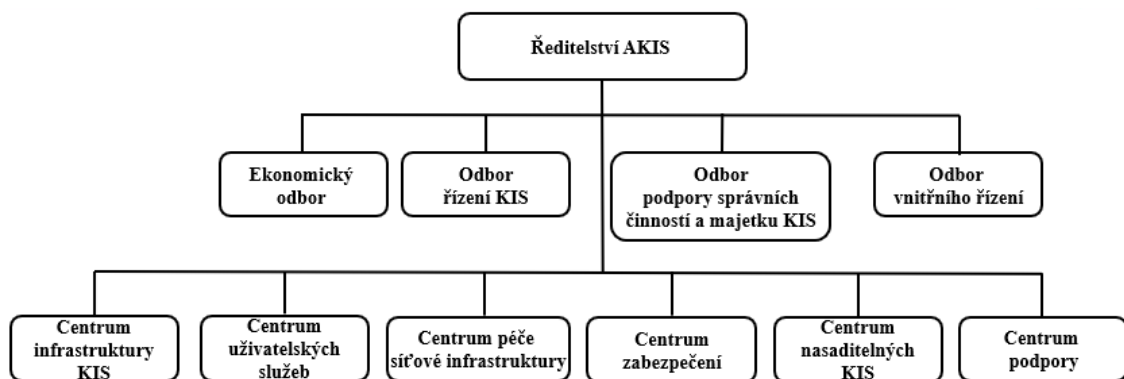 Ředitelství AKIS
Ekonomický
odbor
Odbor
řízení KIS
Odbor
podpory správních
činností a majetku KIS
Odbor
vnitřního řízení
Centrum
infrastruktury
KIS
Centrum
uživatelských
služeb
Centrum péče
síťové infrastruktury
Centrum
zabezpečení
Centrum
nasaditelných
KIS
Centrum
podpory